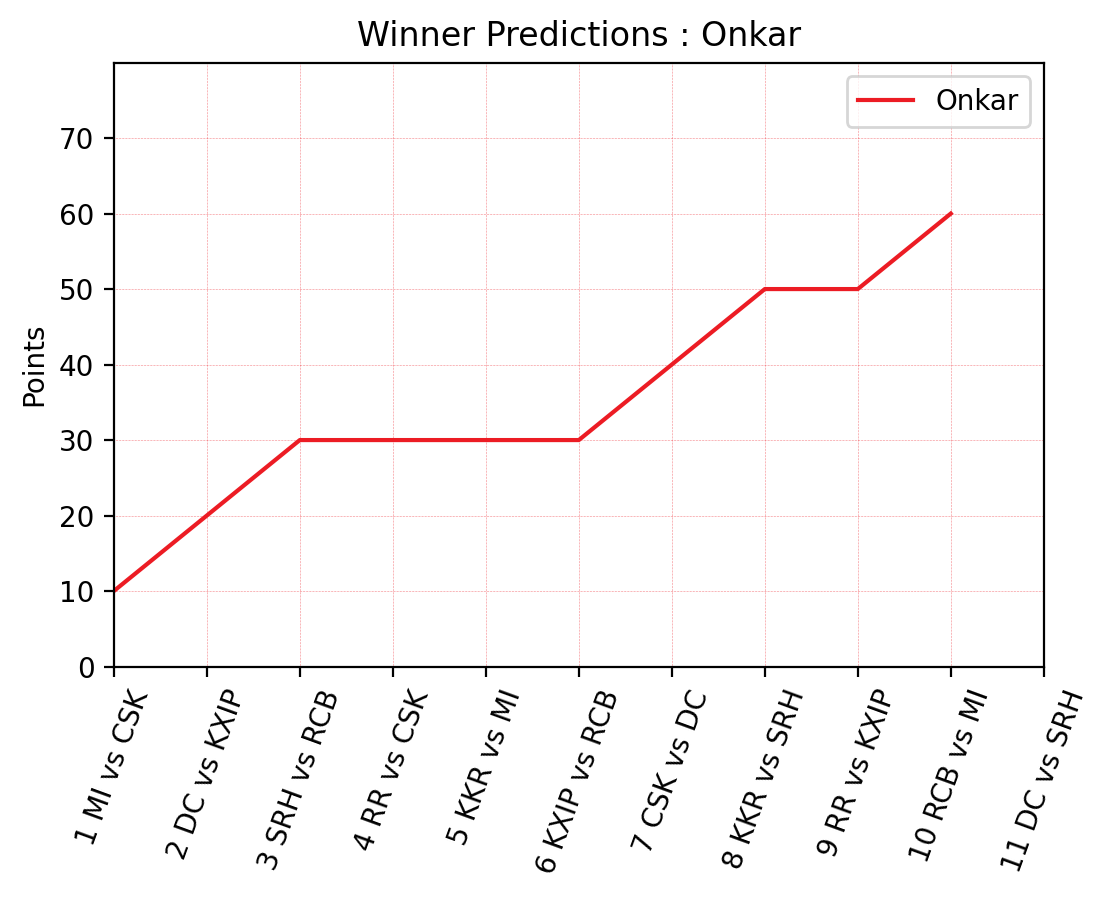 Winner Predictions : Onkar
Onkar
Points
70
60
50
40
30
20
10
0
1 MI vs CSK
2 DC vs KXIP
3 SRH vs RCB
4 RR vs CSK
5 KKR vs MI
6 KXIP vs RCB
7 CSK vs DC
8 KKR vs SRH
9 RR vs KXIP
10 RCB vs MI
11 DC vs SRH